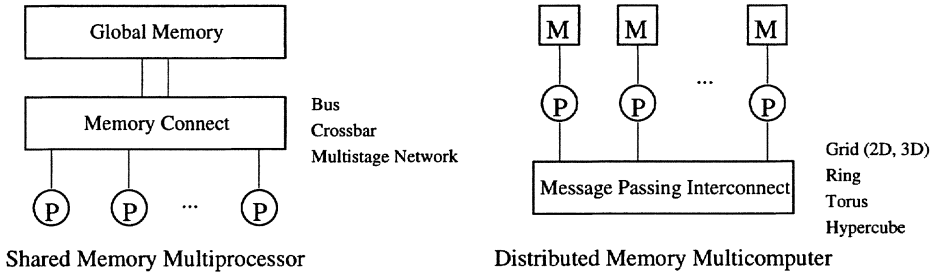 Global Memory
Memory Connect
Bus
Crossbar
Multistage Network
P P ... P
Shared Memory Multiprocessor
M M M
...
P P P
Message Passing Interconnect
Grid (2D, 3D)
Ring
Torus
Hypercube
Distributed Memory Multicomputer